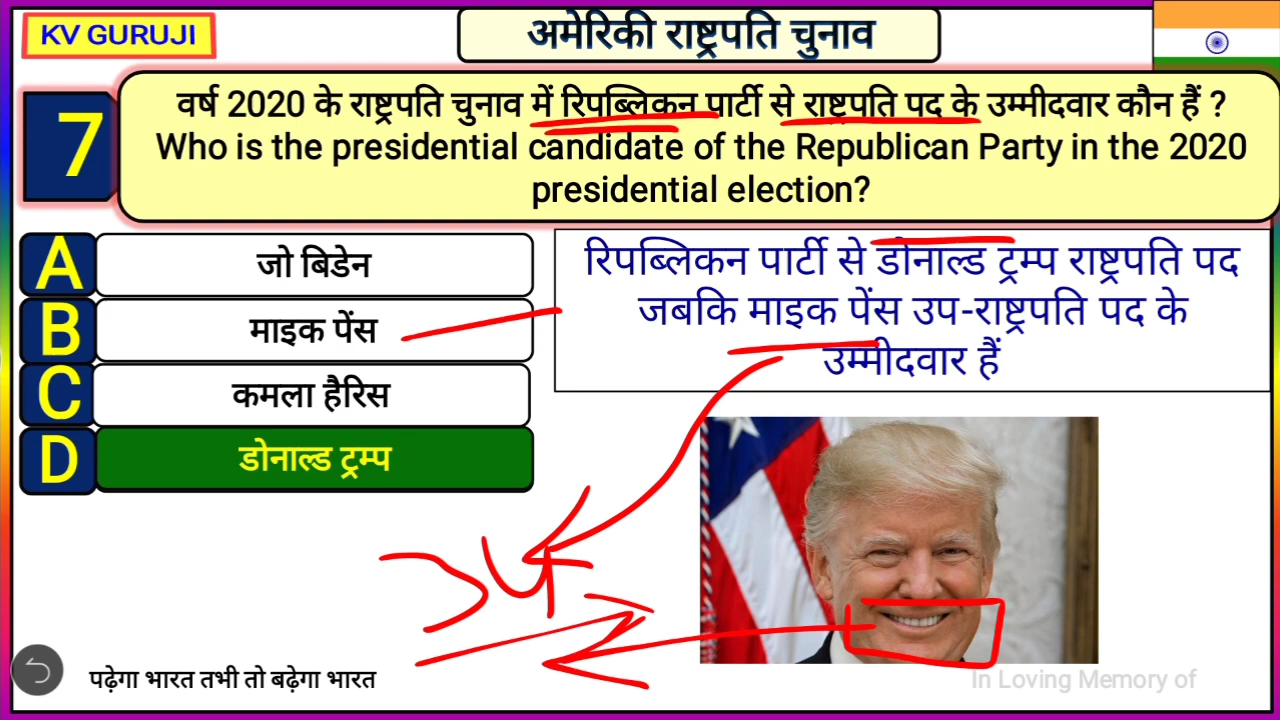 KV GURUJI
अमेरिकी राष्ट्रपति चुनाव
7
वर्ष 2020 के राष्ट्रपति चुनाव में रिपब्लिकन पार्टी से राष्ट्रपति पद के उम्मीदवार कौन हैं ?
Who is the presidential candidate of the Republican Party in the 2020
presidential election?
A जो बिडेन
B माइक पेंस
C कमला हैरिस
D डोनाल्ड ट्रम्प
रिपब्लिकन पार्टी से डोनाल्ड ट्रम्प राष्ट्रपति पद
जबकि माइक पेंस उप-राष्ट्रपति पद के
उम्मीदवार हैं
पढ़ेगा भारत तभी तो बढ़ेगा भारत
In Loving Memory of